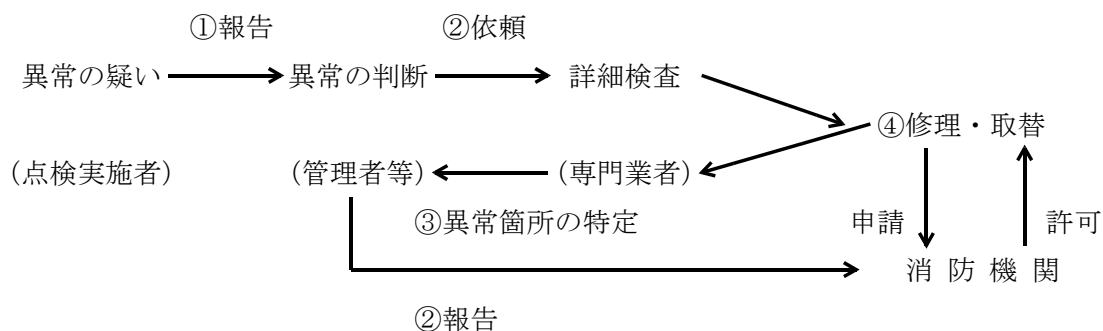 ①報告 ②依頼
異常の疑い 異常の判断 詳細検査
④修理・取替
(点検実施者) (管理者等) (専門業者)
③異常箇所の特定 申請 許可
消防機関
②報告